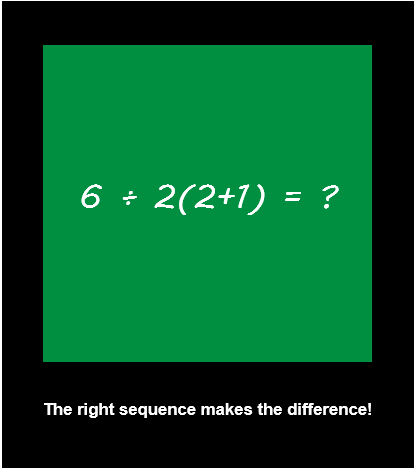 6 ÷ 2(2+1) = ?
The right sequence makes the difference!